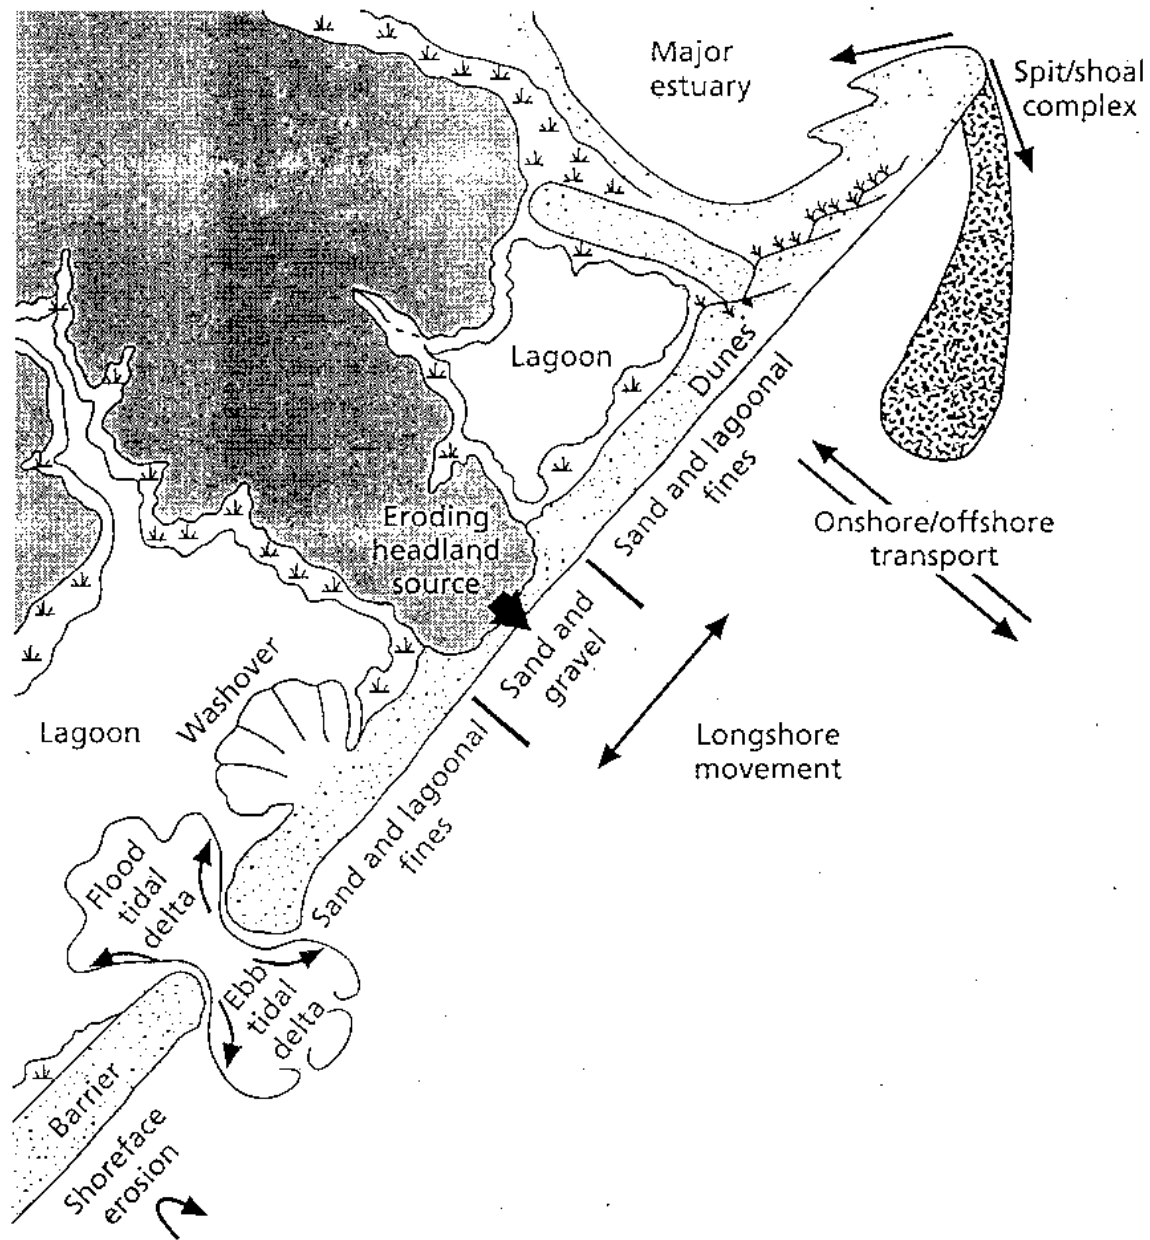 Major
estuary
Spit/shoal
complex
Lagoon
Dunes
Sand and lagoonal
fines
Onshore/offshore
transport
Eroding
headland
source
Sand and
gravel
Washover
Lagoon
Longshore
movement
Sand and lagoonal
fines
Flood
tidal
delta
Ebb
tidal
delta
Barrier
Shoreface
erosion